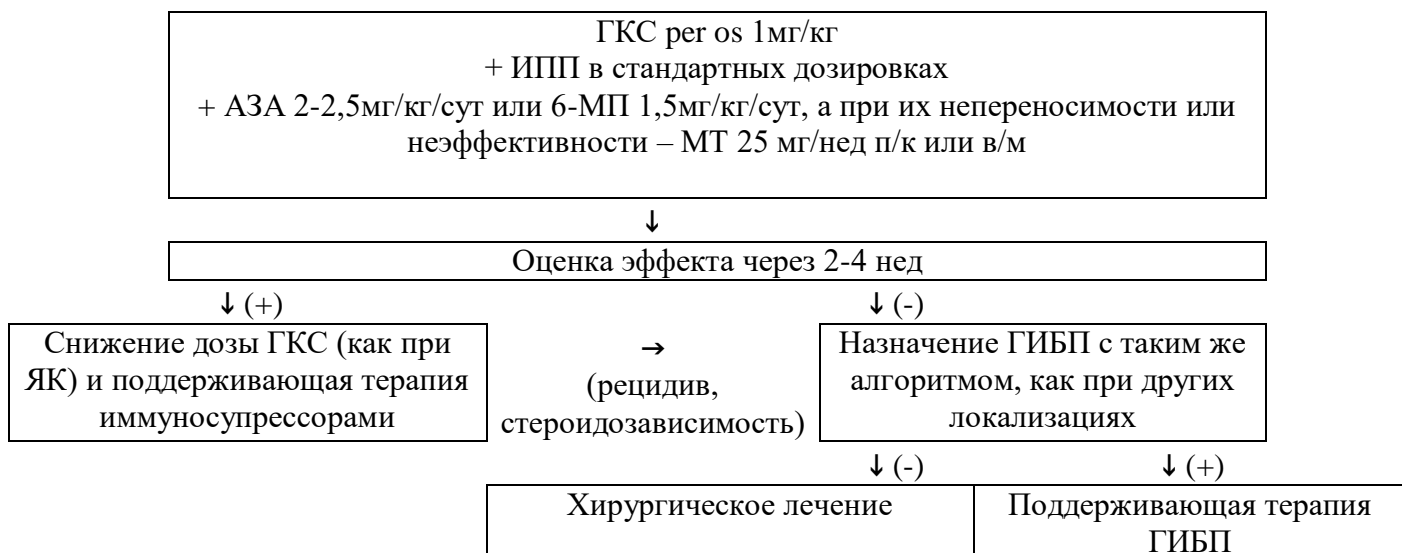 ГКС per os 1мг/кг
+ ИПП в стандартных дозировках
+ АЗА 2-2,5мг/кг/сут или 6-МП 1,5мг/кг/сут, а при их непереносимости или
неэффективности – МТ 25 мг/нед п/к или в/м
↓
Оценка эффекта через 2-4 нед
↓ (+)
↓ (-)
Снижение дозы ГКС (как при
ЯК) и поддерживающая терапия
иммуносупрессорами
→
(рецидив,
стероидозависимость)
Назначение ГИБП с таким же
алгоритмом, как при других
локализациях
↓ (-)
↓ (+)
Хирургическое лечение
Поддерживающая терапия
ГИБП